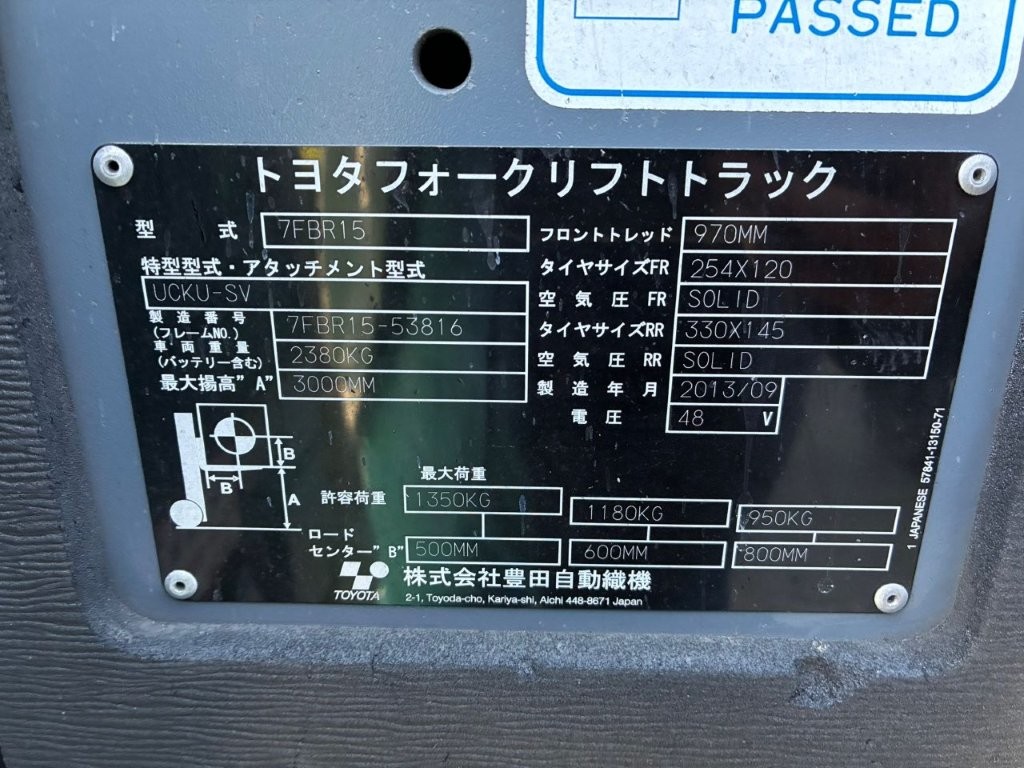 PASSED
トヨタフォークリフトトラック
型 式 7FBR15
特型型式・アタッチメント型式
UCKU-SV
製造番号
(フレームNO.) 7FBR15-53816
車両重量
(バッテリー含む) 2380KG
最大揚高"A" 3000MM
フロントトレッド 970MM
タイヤサイズFR 254X120
空気圧 FR SOLID
タイヤサイズRR 330X145
空気圧 RR SOLID
製造年月 2013/09
電圧 48 V
B
B
A
最大荷重
許容荷重 1350KG 1180KG 950KG
ロード
センター"B" 500MM 600MM 800MM
TOYOTA
株式会社豊田自動織機
2-1, Toyoda-cho, Kariya-shi, Aichi 448-8671 Japan
1 JAPANESE 57841-13150-71